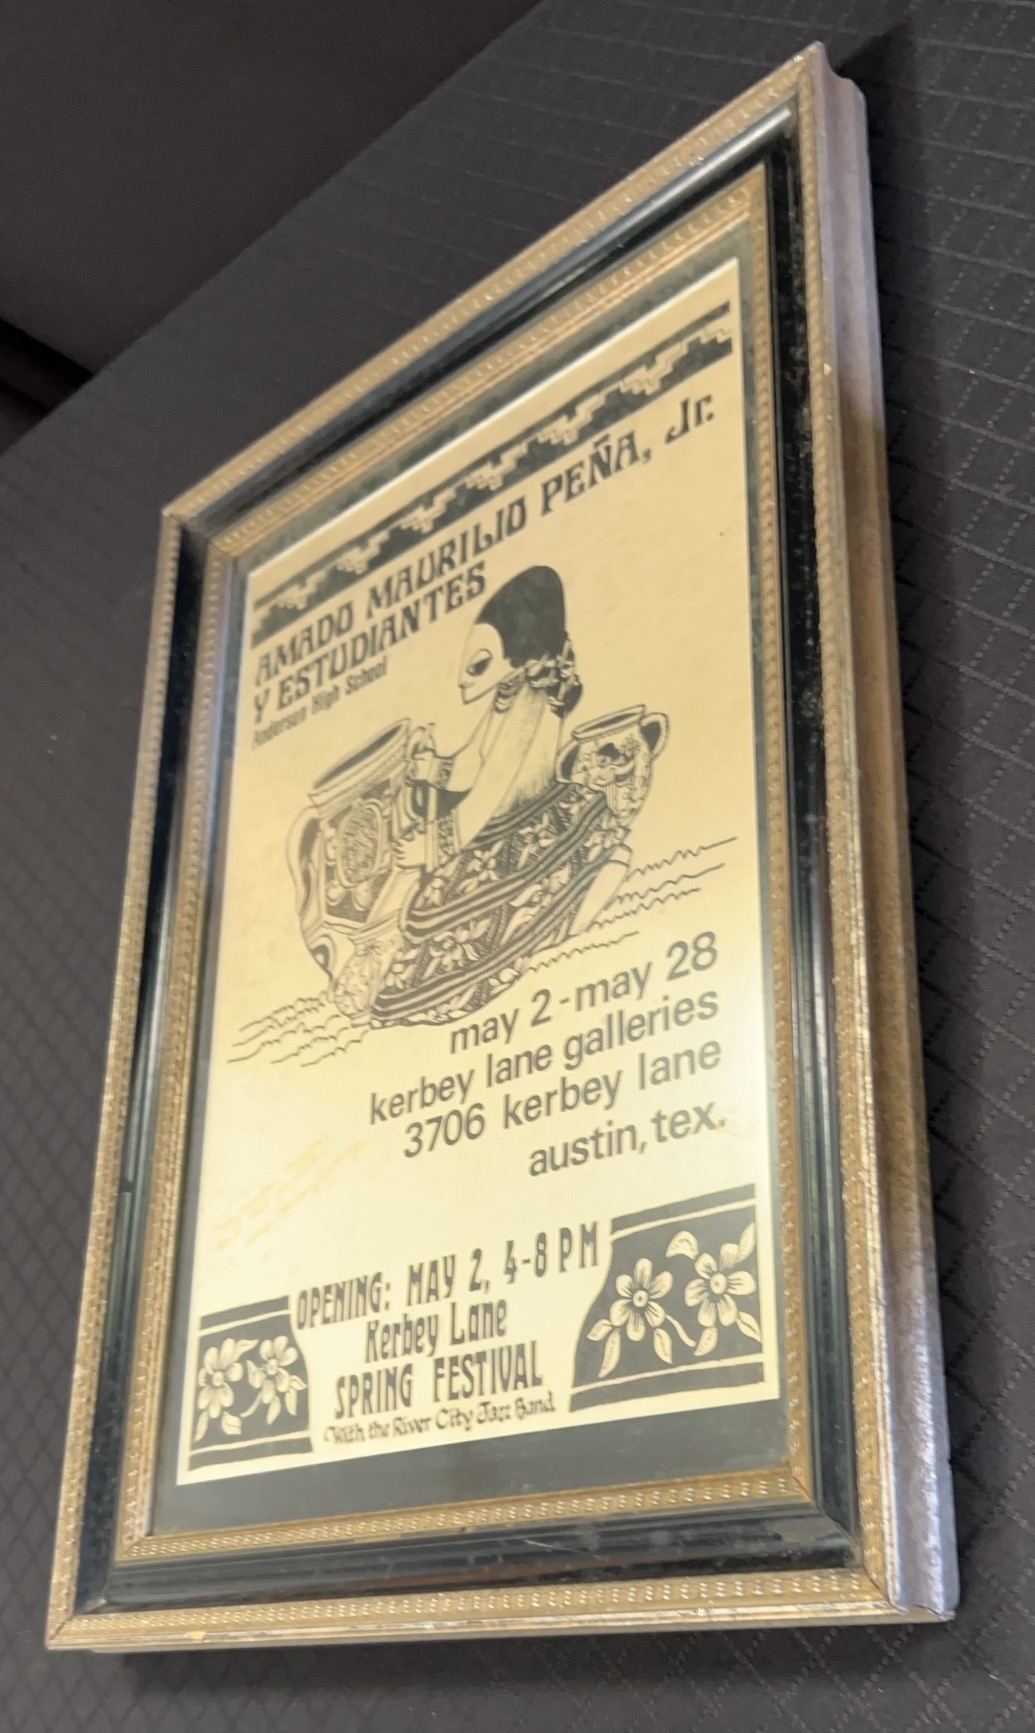 AMADO MAURILIO PEÑA, Jr.
Y ESTUDIANTES
Anderson High School
may 2 - may 28
kerbey lane galleries
3706 kerbey lane
austin, tex.
OPENING: MAY 2, 4-8 PM
Kerbey Lane
SPRING FESTIVAL
With the River City Jazz Band